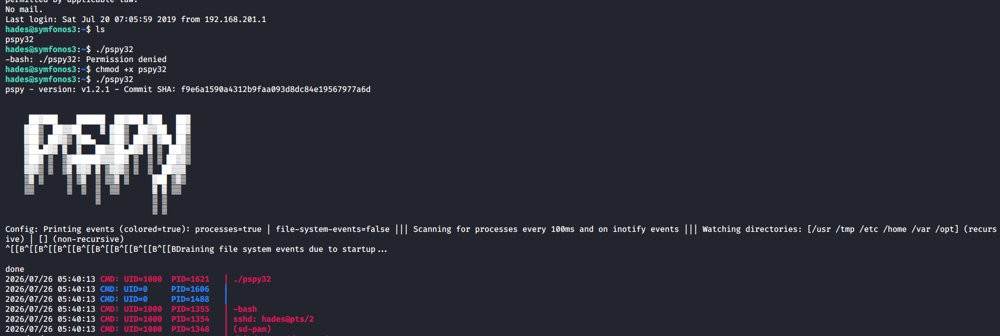 permitted by applicable law.
No mail.
Last login: Sat Jul 20 07:05:59 2019 from 192.168.201.1
hades@symfonos3:~$ ls
pspy32
hades@symfonos3:~$ ./pspy32
-bash: ./pspy32: Permission denied
hades@symfonos3:~$ chmod +x pspy32
hades@symfonos3:~$ ./pspy32
pspy - version: v1.2.1 - Commit SHA: f9e6a1590a4312b9faa093d8dc84e19567977a6d
Config: Printing events (colored=true): processes=true | file-system-events=false ||| Scanning for processes every 100ms and on inotify events ||| Watching directories: [/usr /tmp /etc /home /var /opt] (recurs
ive) | [] (non-recursive)
^[[B^[[B^[[B^[[B^[[B^[[B^[[B^[[B^[[BDraining file system events due to startup...
done
2026/07/26 05:40:13 CMD: UID=1000  PID=1621   | ./pspy32
2026/07/26 05:40:13 CMD: UID=0     PID=1606   |
2026/07/26 05:40:13 CMD: UID=0     PID=1488   |
2026/07/26 05:40:13 CMD: UID=1000  PID=1355   | -bash
2026/07/26 05:40:13 CMD: UID=1000  PID=1354   | sshd: hades@pts/2
2026/07/26 05:40:13 CMD: UID=1000  PID=1348   | (sd-pam)